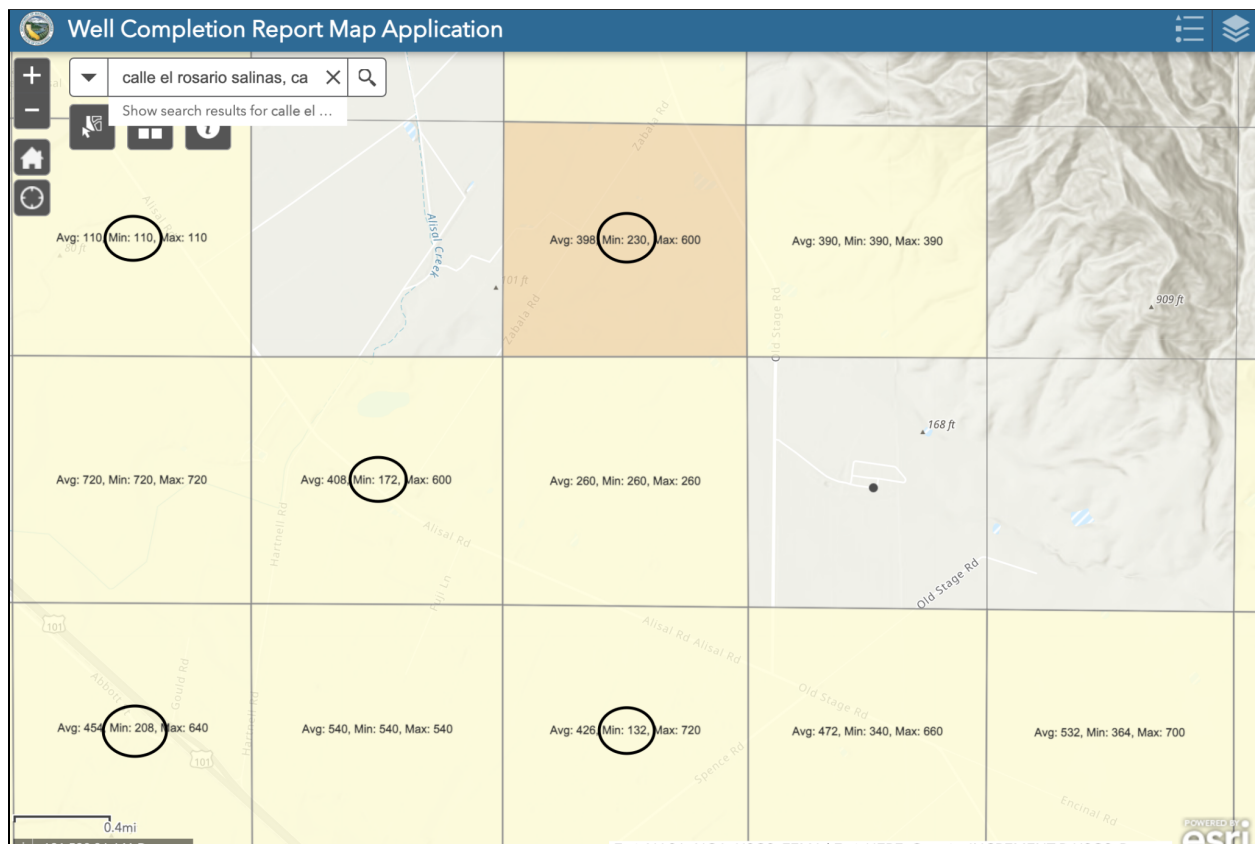 Well Completion Report Map Application
calle el rosario salinas, ca
Show search results for calle el ...
Zabala Rd
Alisal
Alisal Creek
Avg: 110, Min: 110, Max: 110
80 ft
Avg: 398, Min: 230, Max: 600
Avg: 390, Min: 390, Max: 390
101 ft
Zabala Rd
Old Stage Rd
909 ft
168 ft
Avg: 720, Min: 720, Max: 720
Avg: 408, Min: 172, Max: 600
Avg: 260, Min: 260, Max: 260
Hartnell Rd
Alisal Rd
Old Stage Rd
Fuji Ln
101
Alisal Rd Alisal Rd
Abbott
Gould Rd
Hartnell Rd
Old Stage Rd
Avg: 454, Min: 208, Max: 640
Avg: 540, Min: 540, Max: 540
Avg: 426, Min: 132, Max: 720
Avg: 472, Min: 340, Max: 660
Avg: 532, Min: 364, Max: 700
101
Spence Rd
Encinal Rd
0.4mi
POWERED BY
esri